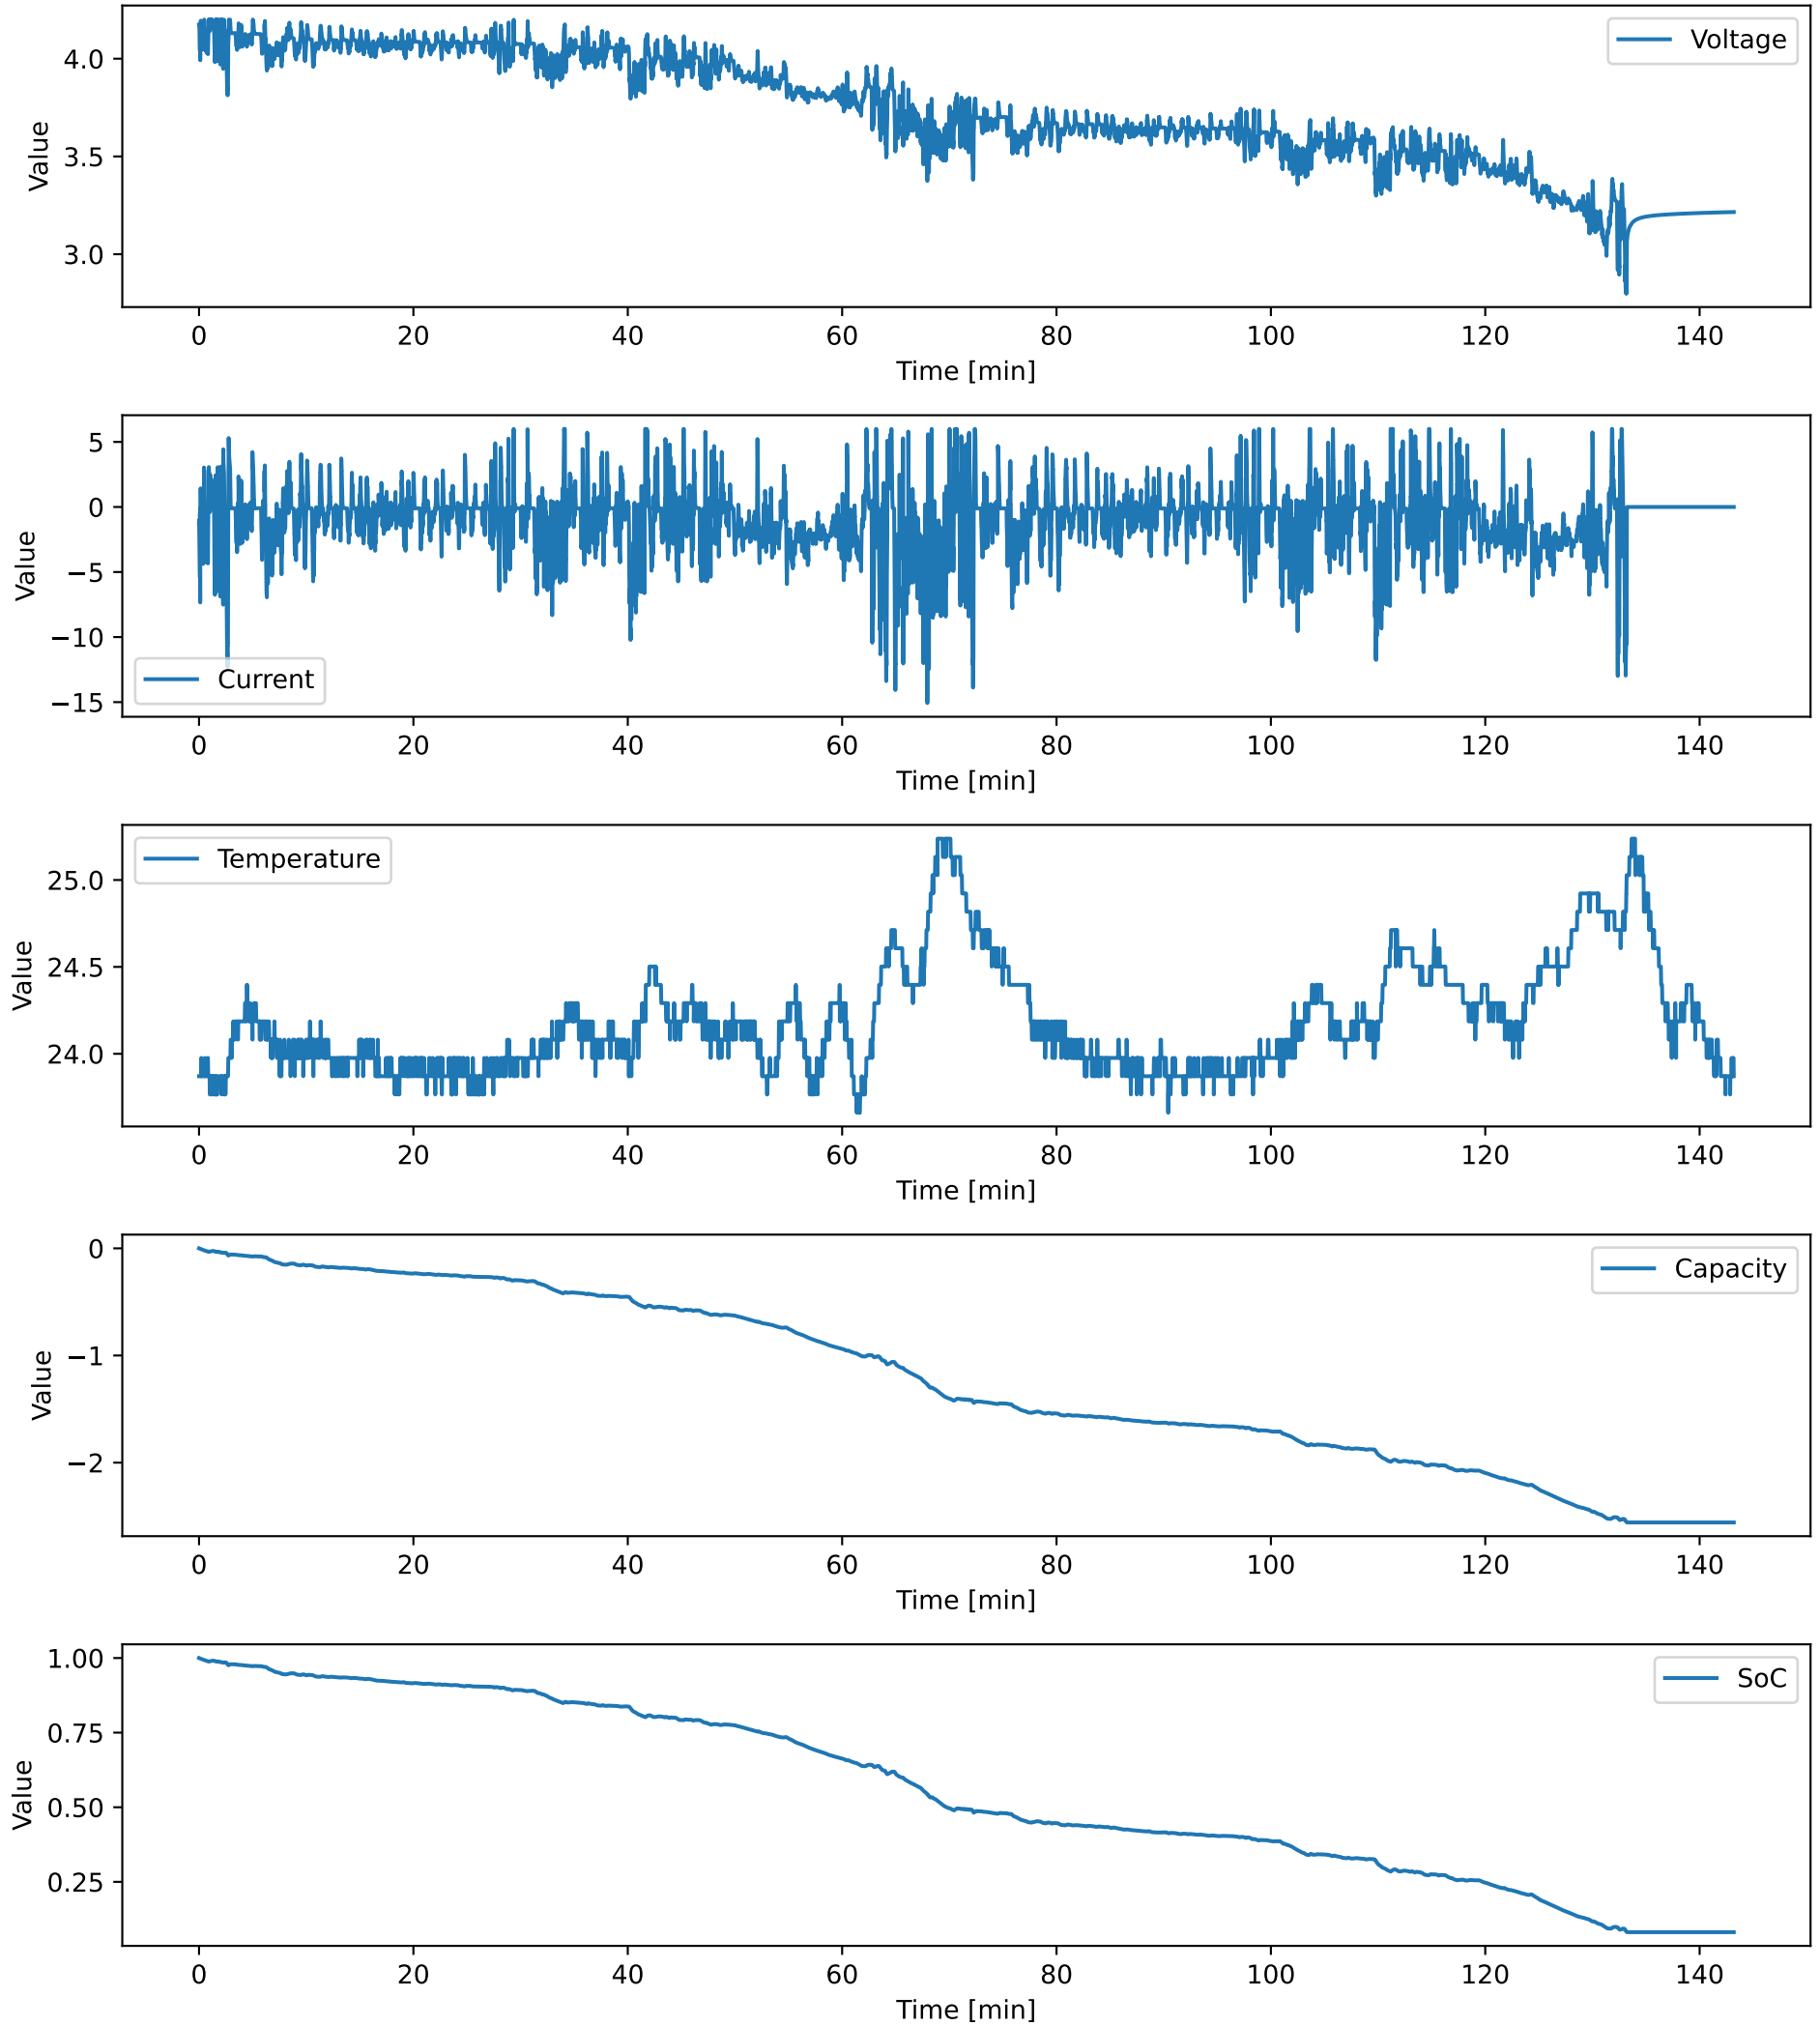 4.0
3.5
3.0
Value
Voltage
0 20 40 60 80 100 120 140
Time [min]
5
0
−5
−10
−15
Value
Current
0 20 40 60 80 100 120 140
Time [min]
Temperature
25.0
24.5
24.0
Value
0 20 40 60 80 100 120 140
Time [min]
0
−1
−2
Value
Capacity
0 20 40 60 80 100 120 140
Time [min]
1.00
0.75
0.50
0.25
Value
SoC
0 20 40 60 80 100 120 140
Time [min]